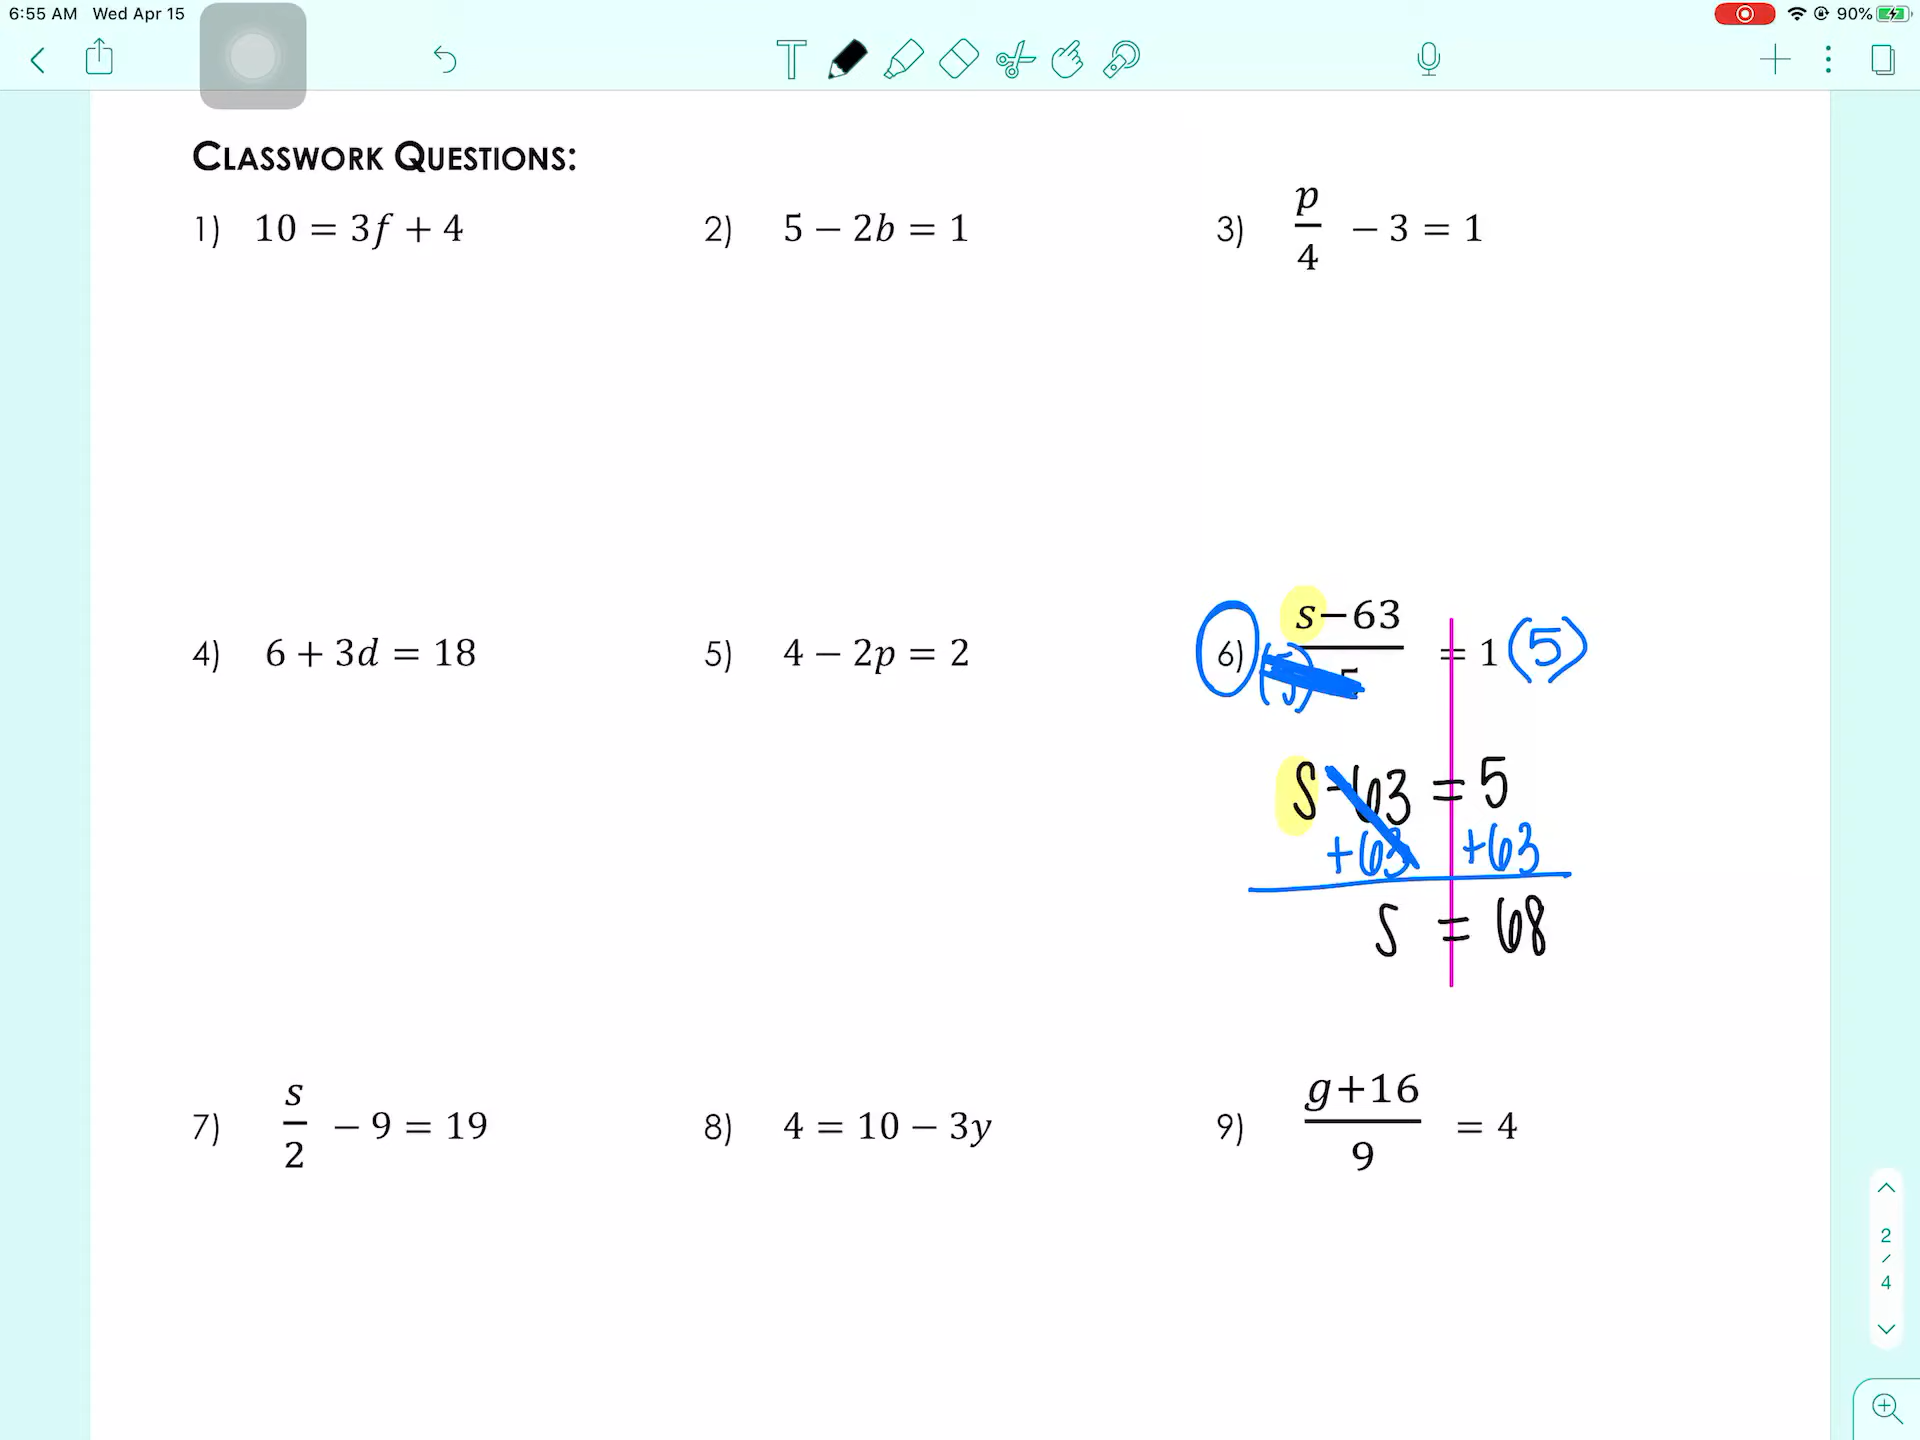 6:55 AM Wed Apr 15
90%
CLASSWORK QUESTIONS:
1) 10 = 3f + 4
2) 5 − 2b = 1
3) p/4 − 3 = 1
4) 6 + 3d = 18
5) 4 − 2p = 2
6) (5) s−63/5 = 1 (5)
s − 63 = 5
+63 +63
s = 68
7) s/2 − 9 = 19
8) 4 = 10 − 3y
9) g+16/9 = 4
2
/
4